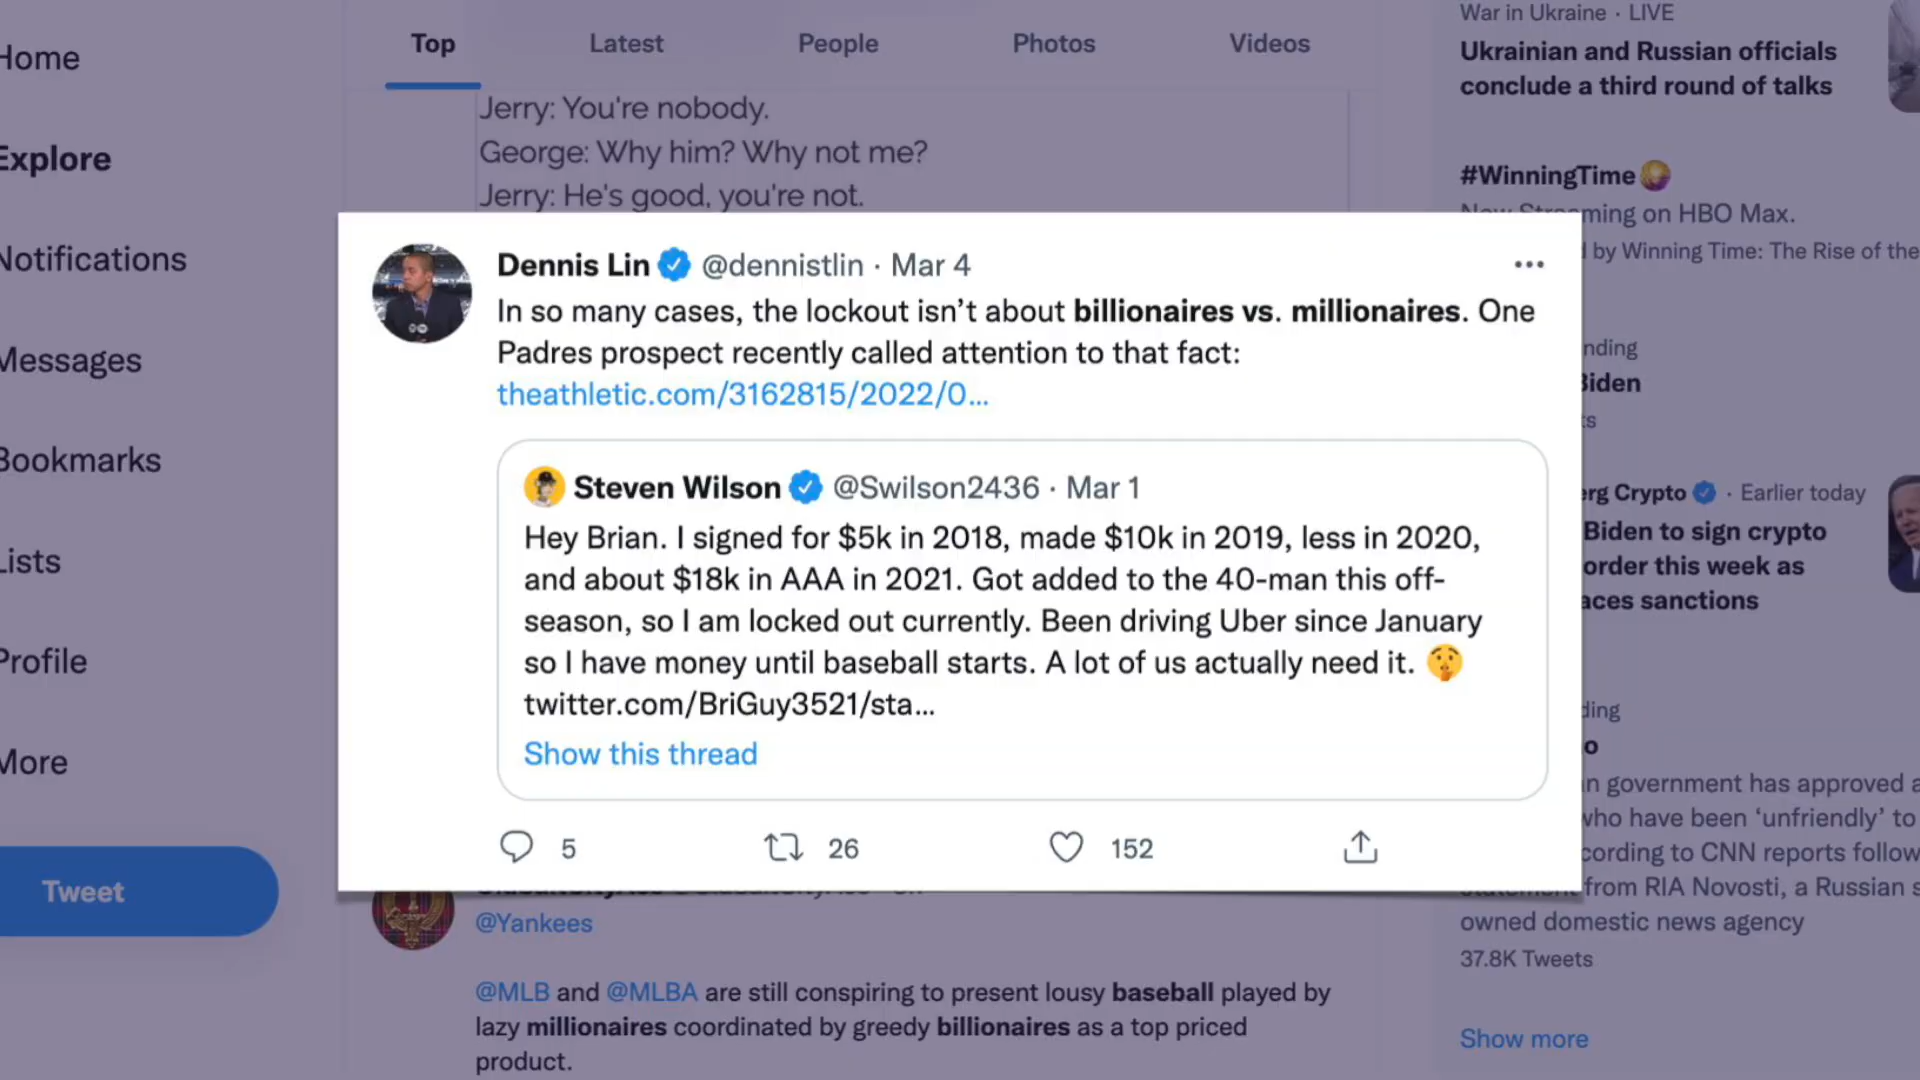 Home
Explore
Notifications
Messages
Bookmarks
Lists
Profile
More
Tweet
Top
Latest
People
Photos
Videos
Jerry: You're nobody.
George: Why him? Why not me?
Jerry: He's good, you're not.
Dennis Lin @dennistlin · Mar 4
In so many cases, the lockout isn’t about billionaires vs. millionaires. One
Padres prospect recently called attention to that fact:
theathletic.com/3162815/2022/0...
Steven Wilson @Swilson2436 · Mar 1
Hey Brian. I signed for $5k in 2018, made $10k in 2019, less in 2020,
and about $18k in AAA in 2021. Got added to the 40-man this off-
season, so I am locked out currently. Been driving Uber since January
so I have money until baseball starts. A lot of us actually need it. 🤫
twitter.com/BriGuy3521/sta...
Show this thread
5
26
152
@Yankees
@MLB and @MLBA are still conspiring to present lousy baseball played by
lazy millionaires coordinated by greedy billionaires as a top priced
product.
War in Ukraine · LIVE
Ukrainian and Russian officials
conclude a third round of talks
#WinningTime
Now Streaming on HBO Max.
by Winning Time: The Rise of the
nding
Biden
ts
erg Crypto · Earlier today
Biden to sign crypto
order this week as
aces sanctions
ding
o
n government has approved a
who have been ‘unfriendly’ to
cording to CNN reports follow
statement from RIA Novosti, a Russian s
owned domestic news agency
37.8K Tweets
Show more